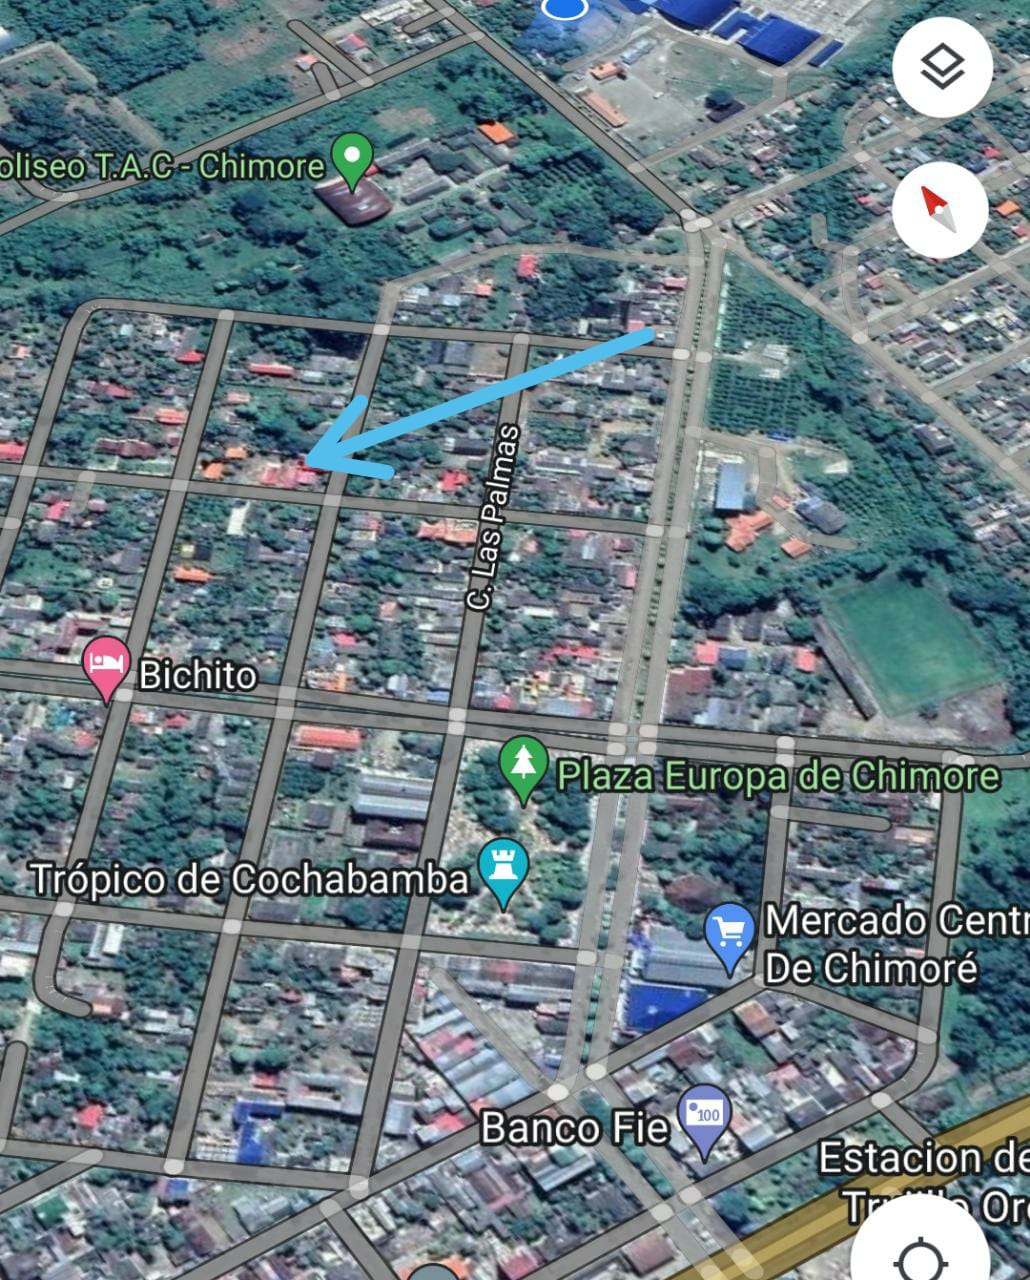 oliseo T.A.C - Chimore
C. Las Palmas
Bichito
Plaza Europa de Chimore
Trópico de Cochabamba
Mercado Centr
De Chimoré
100
Banco Fie
Estacion de